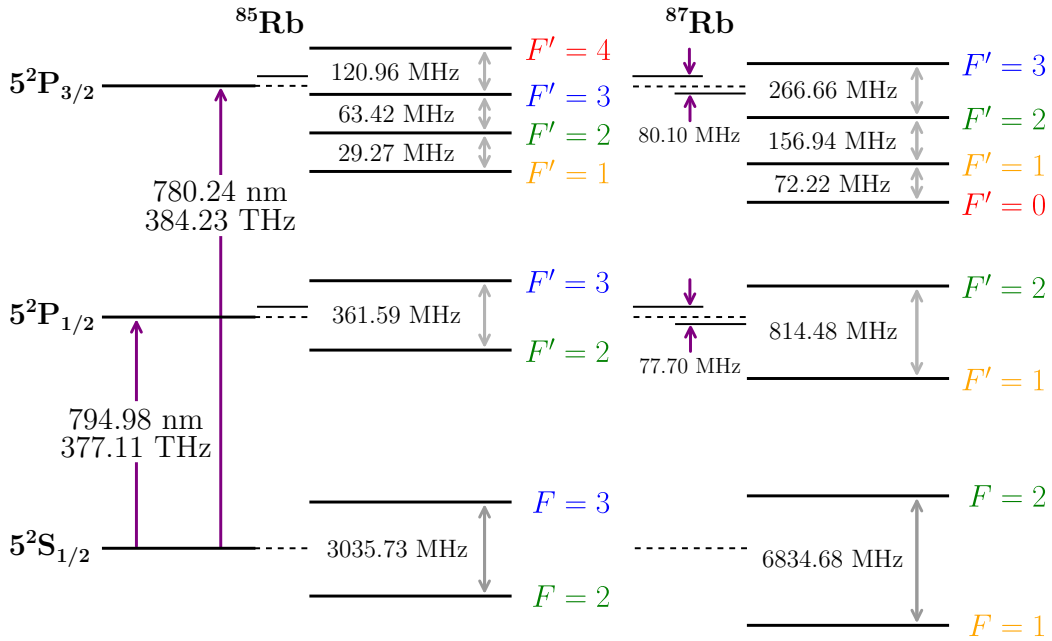 ⁸⁵Rb
⁸⁷Rb
5²P₃/₂
F′ = 4
120.96 MHz
F′ = 3
63.42 MHz
F′ = 2
29.27 MHz
F′ = 1
80.10 MHz
F′ = 3
266.66 MHz
F′ = 2
156.94 MHz
F′ = 1
72.22 MHz
F′ = 0
780.24 nm
384.23 THz
5²P₁/₂
F′ = 3
361.59 MHz
F′ = 2
77.70 MHz
F′ = 2
814.48 MHz
F′ = 1
794.98 nm
377.11 THz
5²S₁/₂
F = 3
3035.73 MHz
F = 2
F = 2
6834.68 MHz
F = 1